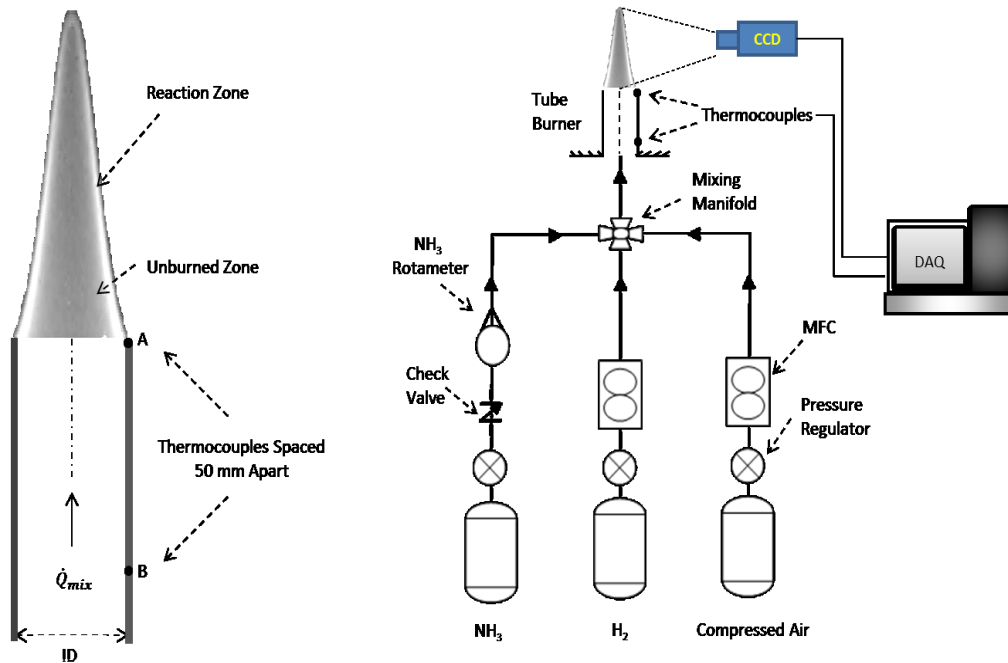 Reaction Zone
Unburned Zone
A
Thermocouples Spaced
50 mm Apart
B
Q̇mix
ID
CCD
Tube
Burner
Thermocouples
Mixing
Manifold
NH₃
Rotameter
DAQ
MFC
Check
Valve
Pressure
Regulator
NH₃
H₂
Compressed Air